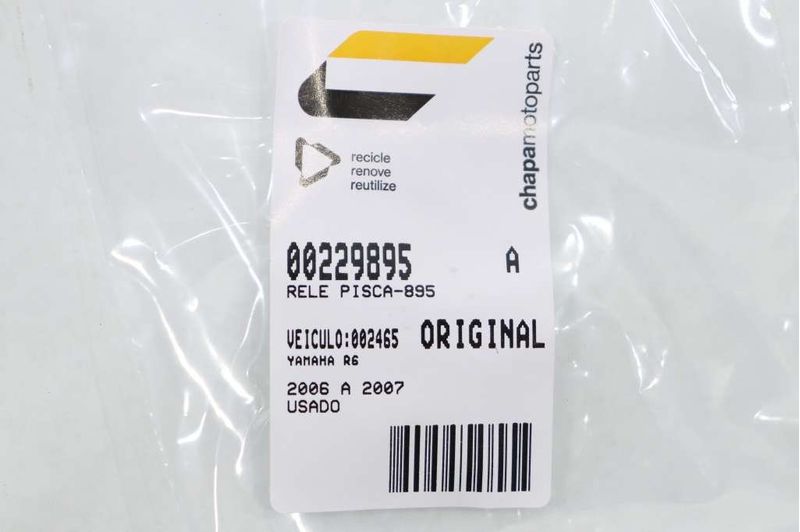 chapamotoparts
recicle
renove
reutilize
00229895 A
RELE PISCA-895
VEICULO:002465 ORIGINAL
YAMAHA R6
2006 A 2007
USADO